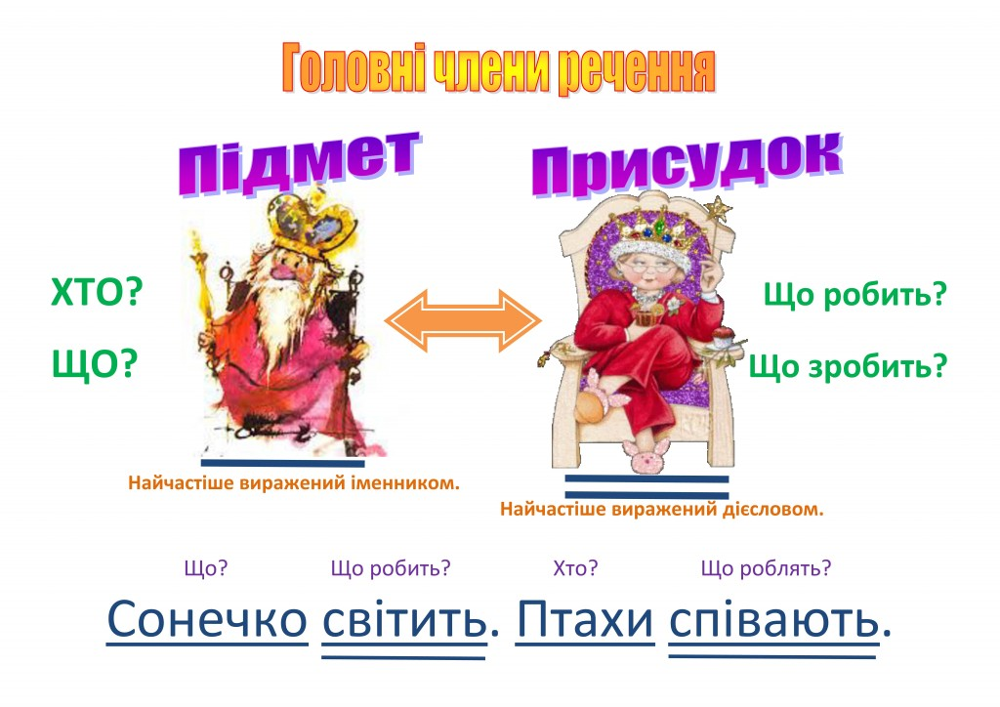 Головні члени речення
Підмет
Присудок
ХТО?
Що робить?
ЩО?
Що зробить?
Найчастіше виражений іменником.
Найчастіше виражений дієсловом.
Що? Що робить? Хто? Що роблять?
Сонечко світить. Птахи співають.